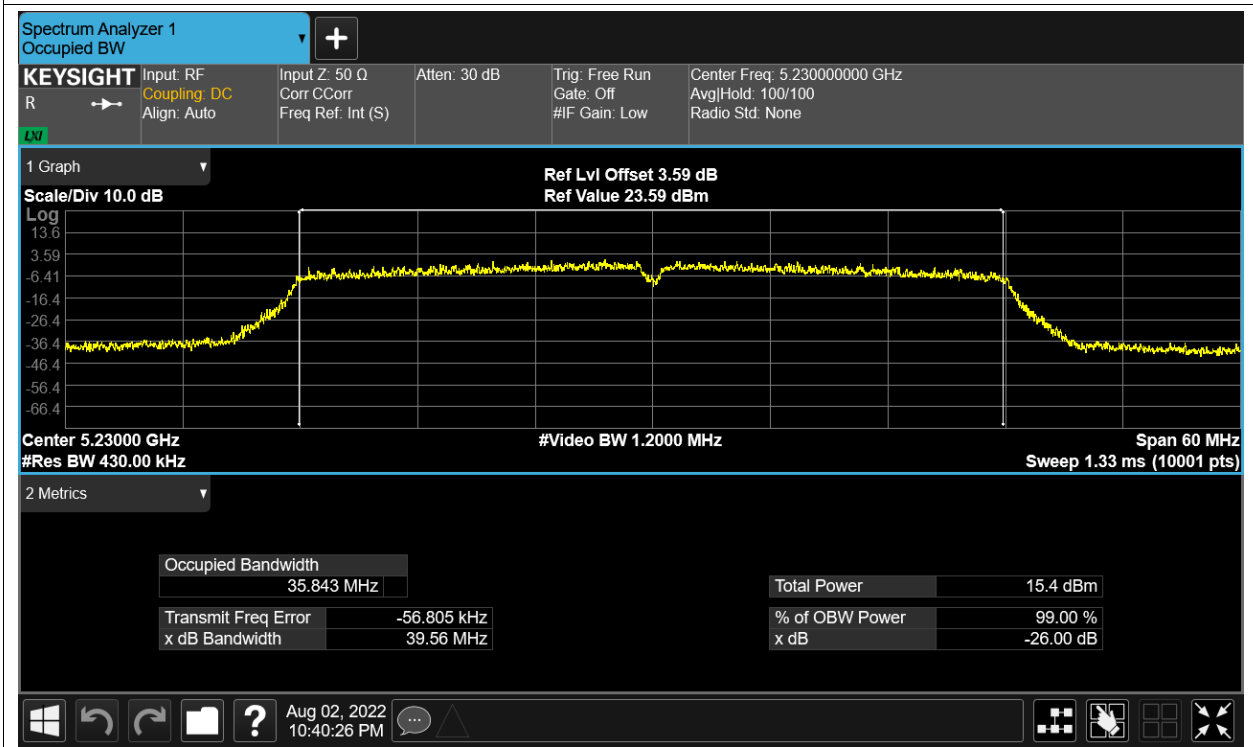 Spectrum Analyzer 1
Occupied BW
KEYSIGHT
R
LXI
Input: RF
Coupling: DC
Align: Auto
Input Z: 50 Ω
Corr CCorr
Freq Ref: Int (S)
Atten: 30 dB
Trig: Free Run
Gate: Off
#IF Gain: Low
Center Freq: 5.230000000 GHz
Avg|Hold: 100/100
Radio Std: None
1 Graph
Scale/Div 10.0 dB
Ref Lvl Offset 3.59 dB
Ref Value 23.59 dBm
Log
13.6
3.59
-6.41
-16.4
-26.4
-36.4
-46.4
-56.4
-66.4
Center 5.23000 GHz
#Res BW 430.00 kHz
#Video BW 1.2000 MHz
Span 60 MHz
Sweep 1.33 ms (10001 pts)
2 Metrics
Occupied Bandwidth
35.843 MHz
Transmit Freq Error -56.805 kHz
x dB Bandwidth 39.56 MHz
Total Power 15.4 dBm
% of OBW Power 99.00 %
x dB -26.00 dB
?
Aug 02, 2022
10:40:26 PM